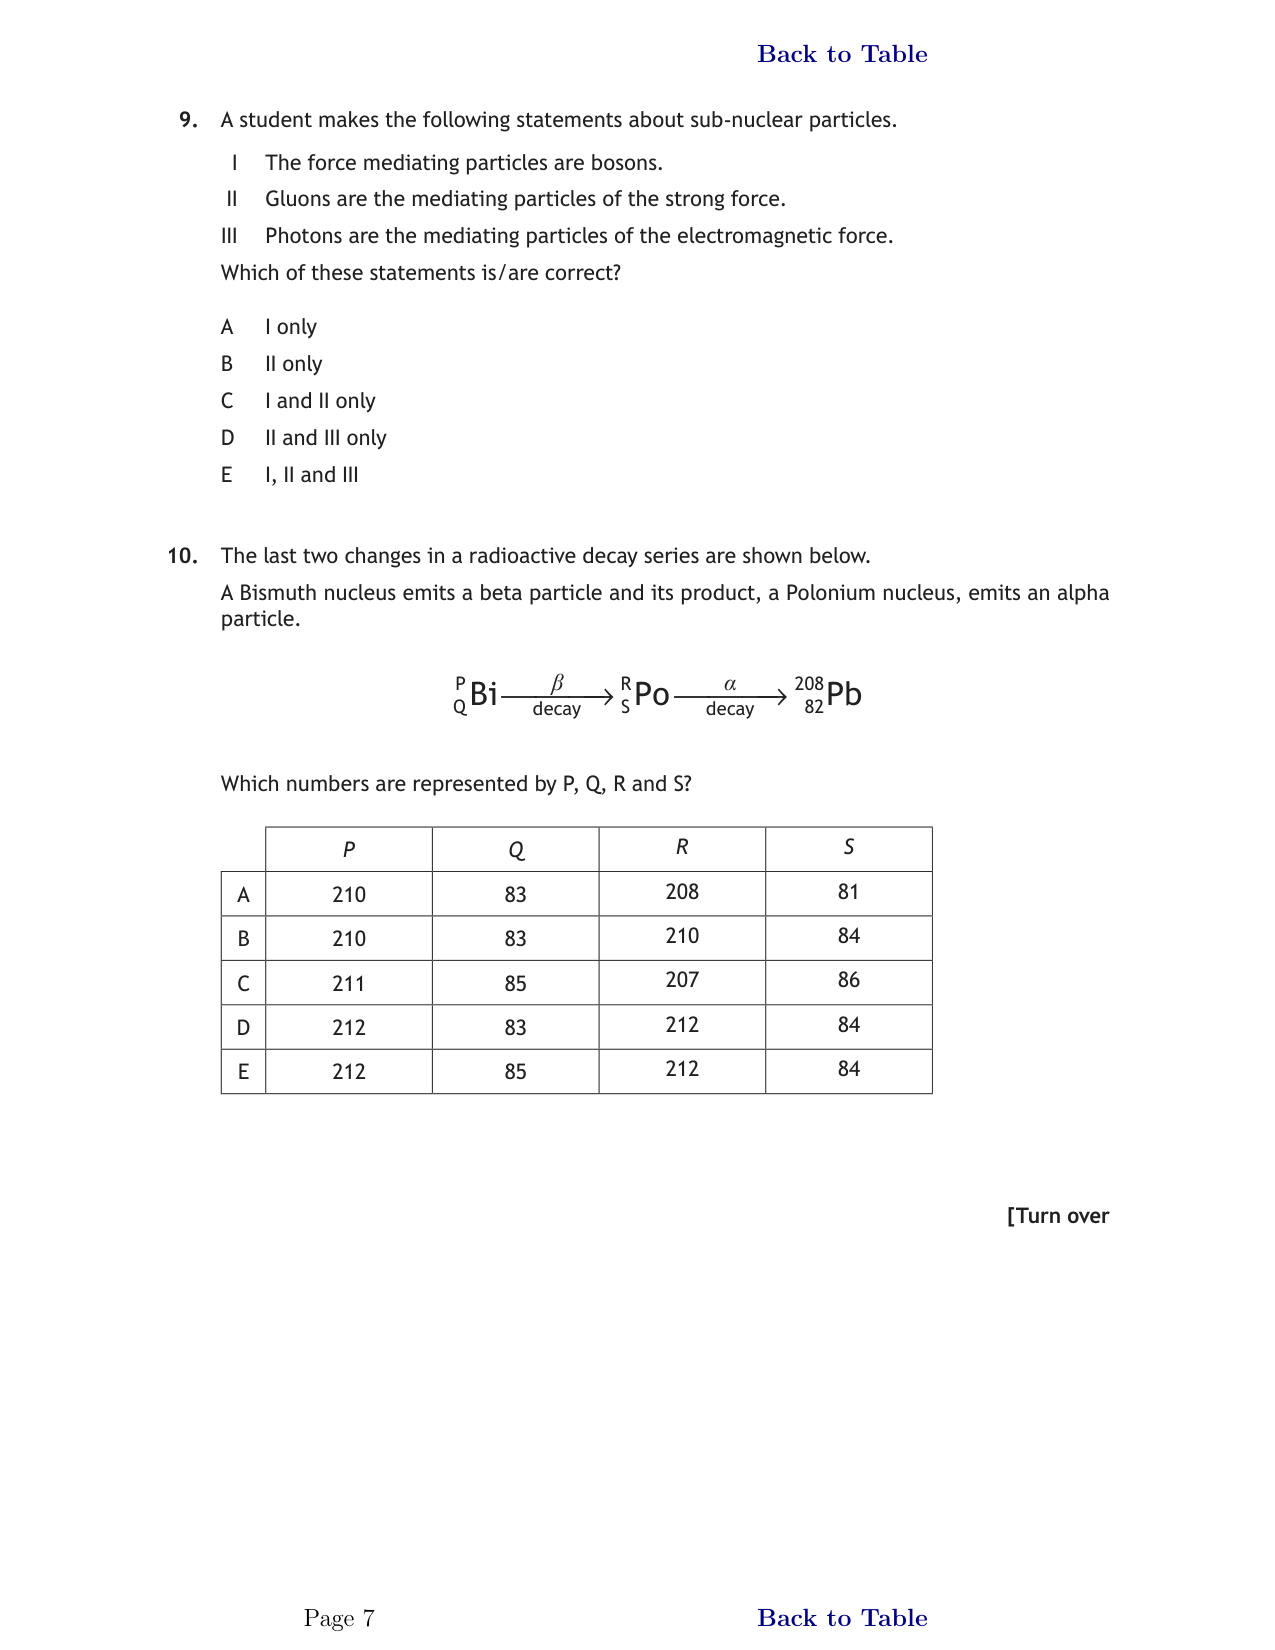 Back to Table
9. A student makes the following statements about sub-nuclear particles.
I The force mediating particles are bosons.
II Gluons are the mediating particles of the strong force.
III Photons are the mediating particles of the electromagnetic force.
Which of these statements is/are correct?
A I only
B II only
C I and II only
D II and III only
E I, II and III
10. The last two changes in a radioactive decay series are shown below.
A Bismuth nucleus emits a beta particle and its product, a Polonium nucleus, emits an alpha
particle.
P Q Bi β decay → R S Po α decay → 208 82 Pb
Which numbers are represented by P, Q, R and S?
P Q R S
A 210 83 208 81
B 210 83 210 84
C 211 85 207 86
D 212 83 212 84
E 212 85 212 84
[Turn over
Page 7 Back to Table